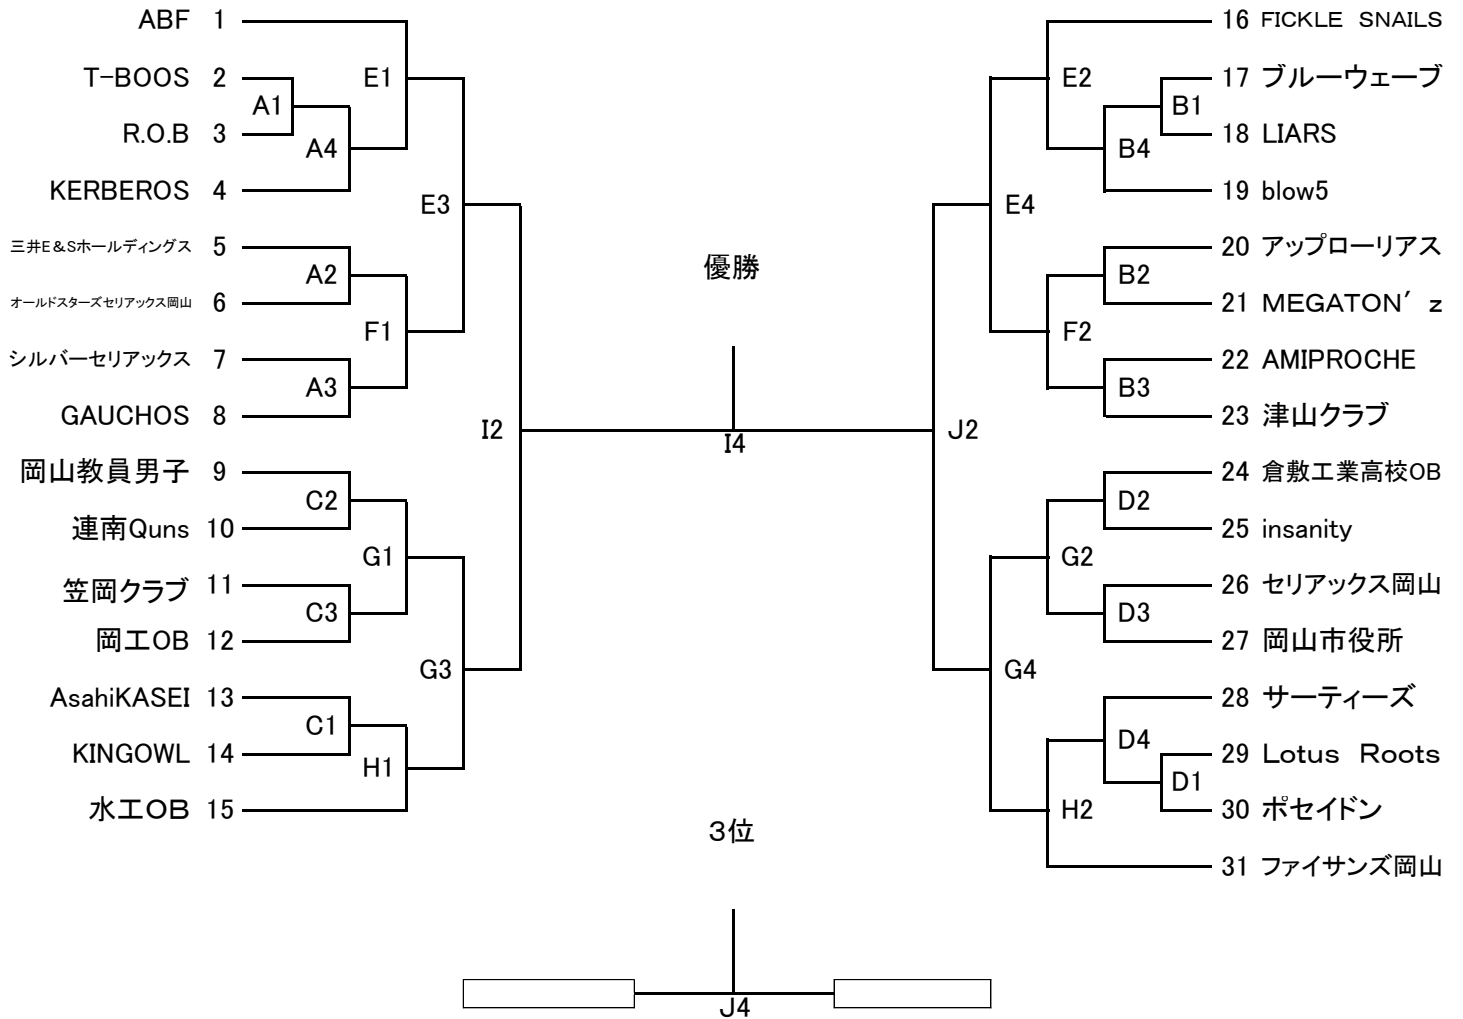 ABF 1
T-BOOS 2
A1
R.O.B 3
A4
KERBEROS 4
E1
三井E&Sホールディングス 5
A2
オールドスターズセリアックス岡山 6
F1
シルバーセリアックス 7
A3
GAUCHOS 8
E3
岡山教員男子 9
C2
連南Quns 10
G1
笠岡クラブ 11
C3
岡工OB 12
G3
AsahiKASEI 13
C1
KINGOWL 14
H1
水工OB 15
I2
優勝
I4
3位
J4
16 FICKLE SNAILS
E2
17 ブルーウェーブ
B1
18 LIARS
B4
19 blow5
E4
20 アップローリアス
B2
21 MEGATON’z
F2
22 AMIPROCHE
B3
23 津山クラブ
J2
24 倉敷工業高校OB
D2
25 insanity
G2
26 セリアックス岡山
D3
27 岡山市役所
G4
28 サーティーズ
D4
29 Lotus Roots
D1
30 ポセイドン
H2
31 ファイサンズ岡山